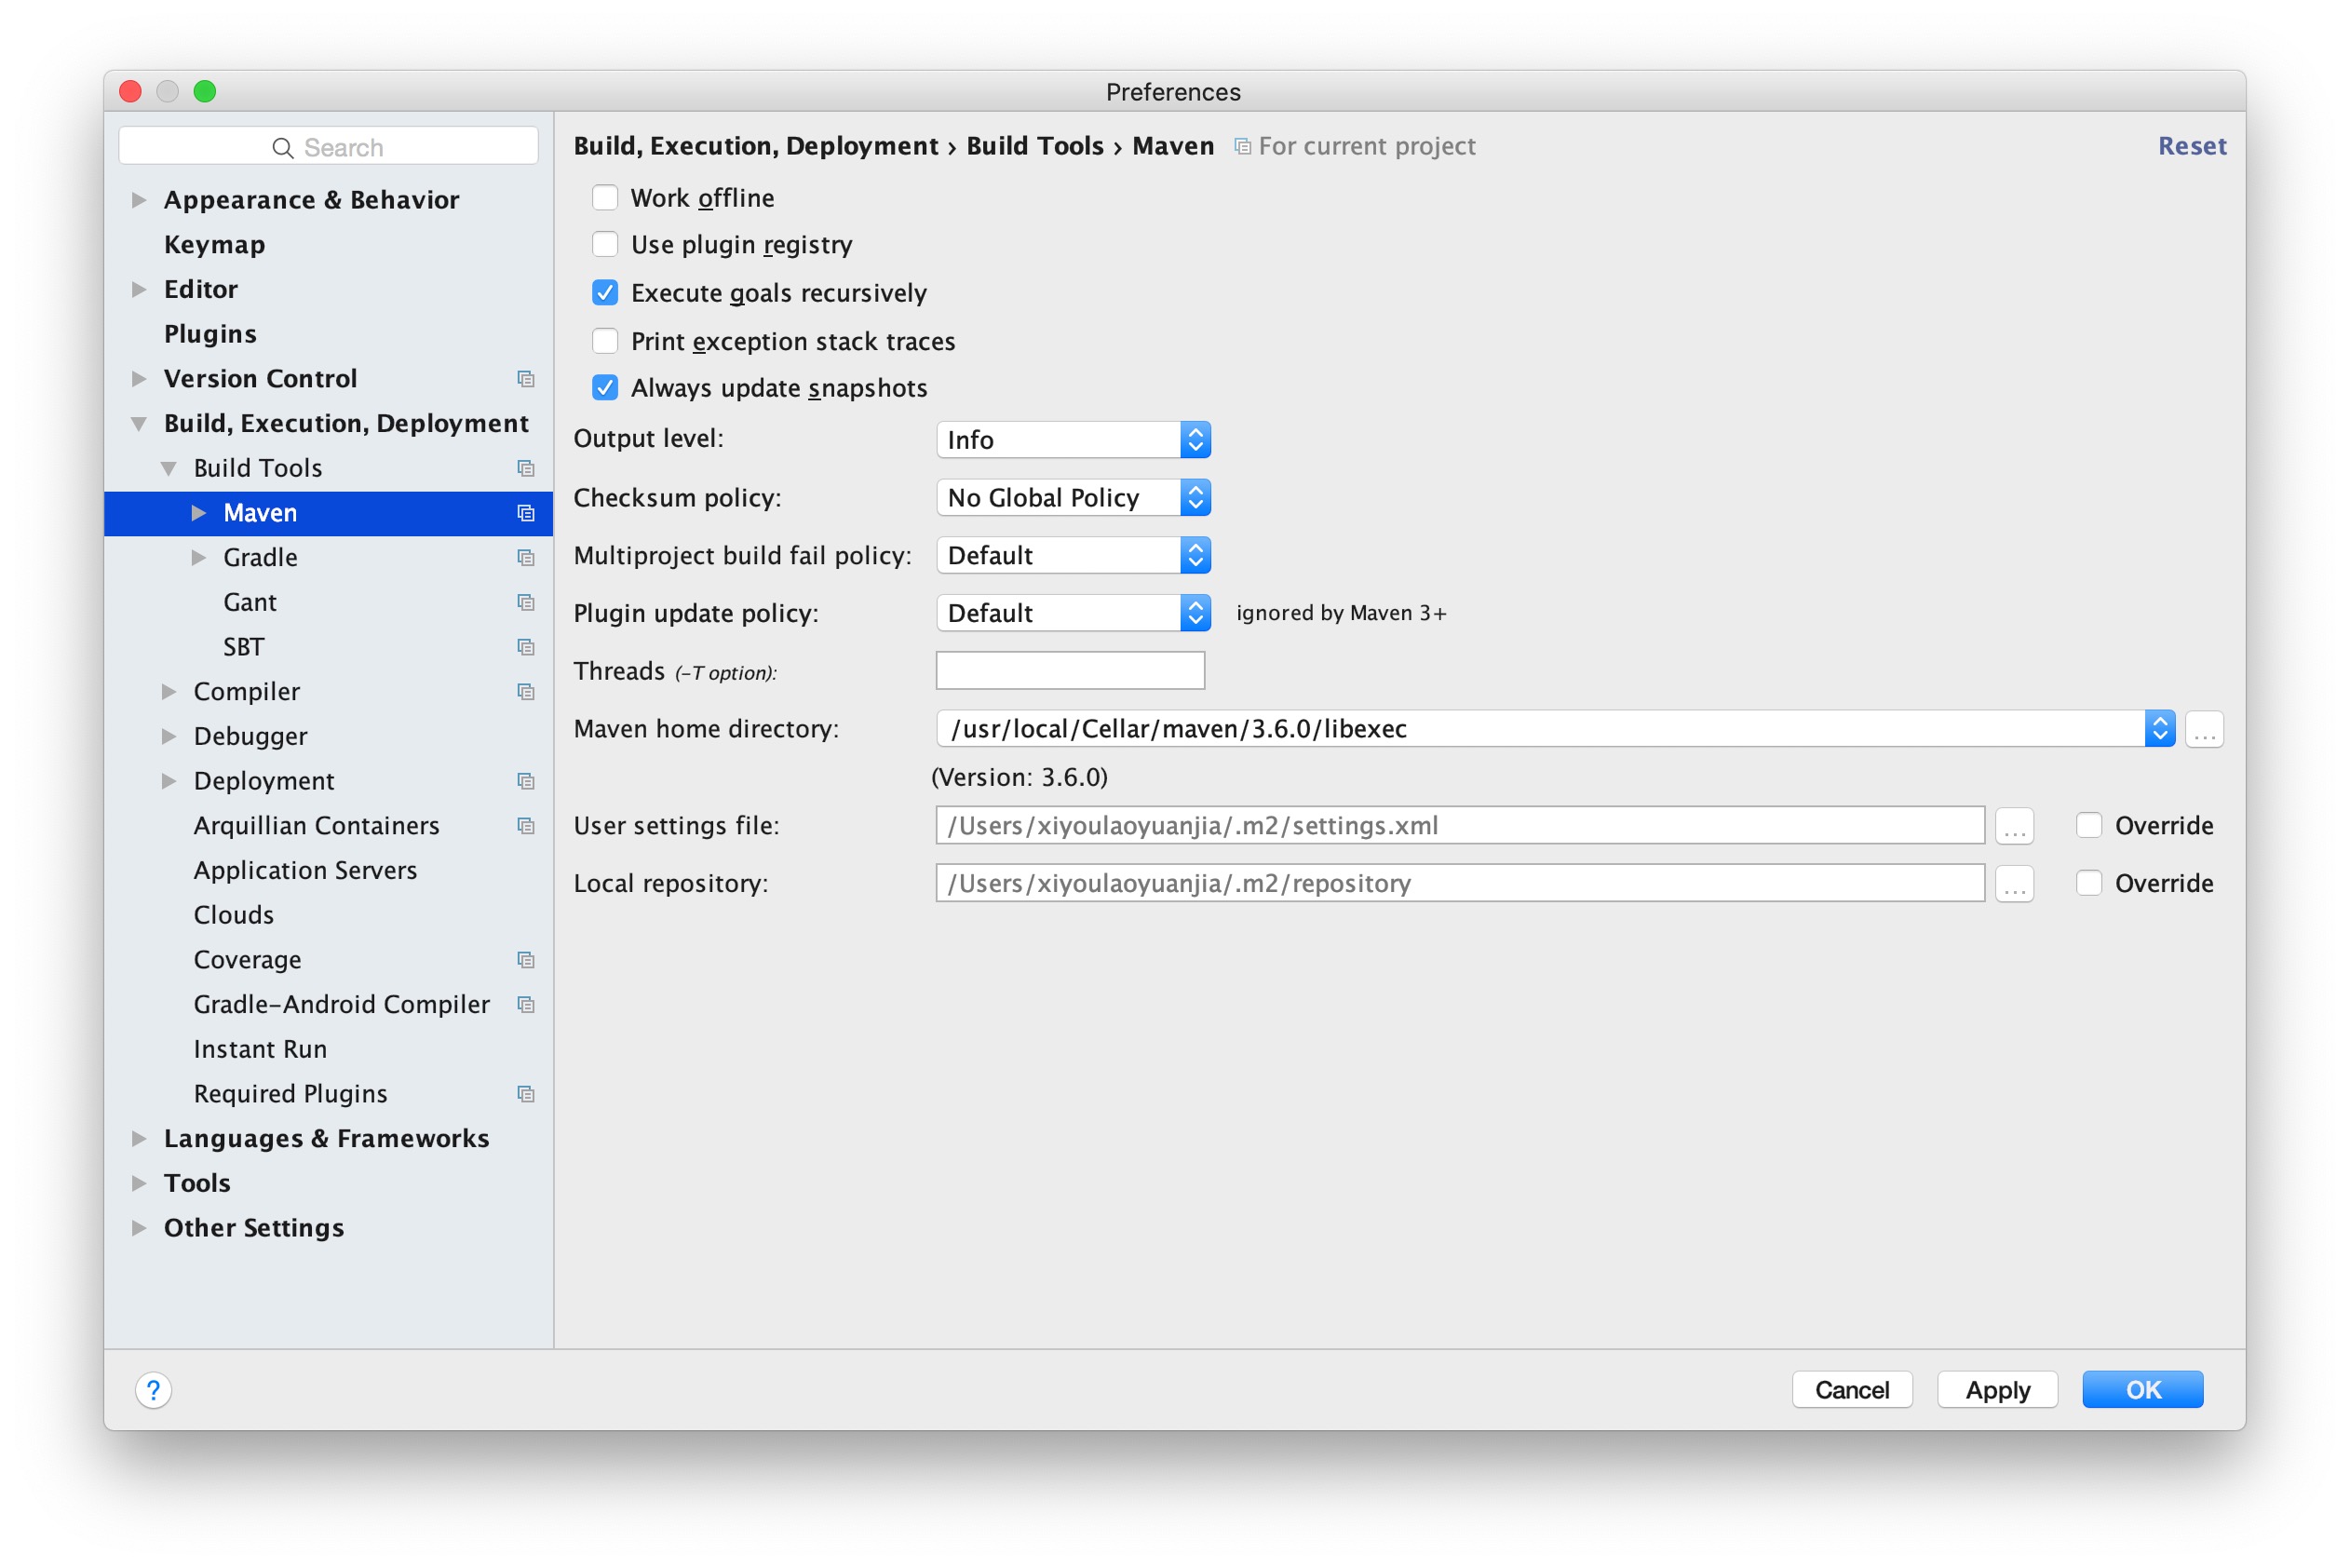 Preferences
Search
Appearance & Behavior
Keymap
Editor
Plugins
Version Control
Build, Execution, Deployment
Build Tools
Maven
Gradle
Gant
SBT
Compiler
Debugger
Deployment
Arquillian Containers
Application Servers
Clouds
Coverage
Gradle-Android Compiler
Instant Run
Required Plugins
Languages & Frameworks
Tools
Other Settings
Build, Execution, Deployment › Build Tools › Maven For current project Reset
Work offline
Use plugin registry
Execute goals recursively
Print exception stack traces
Always update snapshots
Output level: Info
Checksum policy: No Global Policy
Multiproject build fail policy: Default
Plugin update policy: Default ignored by Maven 3+
Threads (-T option):
Maven home directory: /usr/local/Cellar/maven/3.6.0/libexec ...
(Version: 3.6.0)
User settings file: /Users/xiyoulaoyuanjia/.m2/settings.xml ... Override
Local repository: /Users/xiyoulaoyuanjia/.m2/repository ... Override
? Cancel Apply OK